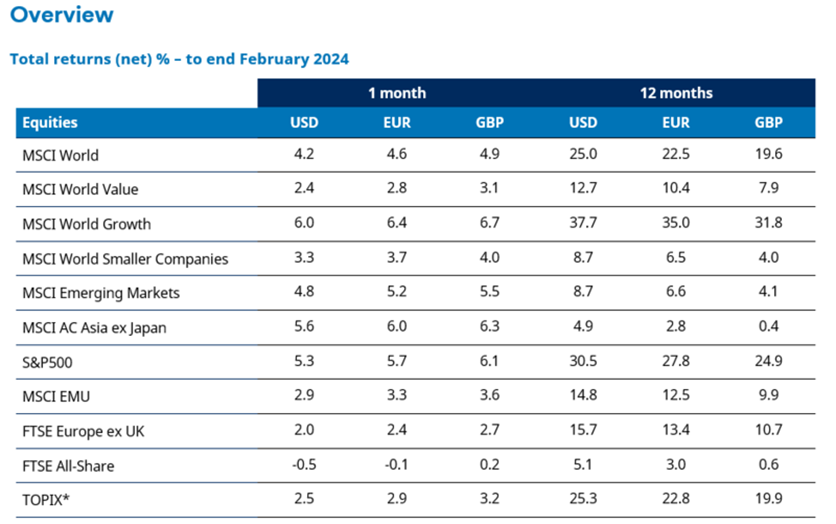 Overview
Total returns (net) % – to end February 2024
1 month 12 months
Equities USD EUR GBP USD EUR GBP
MSCI World 4.2 4.6 4.9 25.0 22.5 19.6
MSCI World Value 2.4 2.8 3.1 12.7 10.4 7.9
MSCI World Growth 6.0 6.4 6.7 37.7 35.0 31.8
MSCI World Smaller Companies 3.3 3.7 4.0 8.7 6.5 4.0
MSCI Emerging Markets 4.8 5.2 5.5 8.7 6.6 4.1
MSCI AC Asia ex Japan 5.6 6.0 6.3 4.9 2.8 0.4
S&P500 5.3 5.7 6.1 30.5 27.8 24.9
MSCI EMU 2.9 3.3 3.6 14.8 12.5 9.9
FTSE Europe ex UK 2.0 2.4 2.7 15.7 13.4 10.7
FTSE All-Share -0.5 -0.1 0.2 5.1 3.0 0.6
TOPIX* 2.5 2.9 3.2 25.3 22.8 19.9